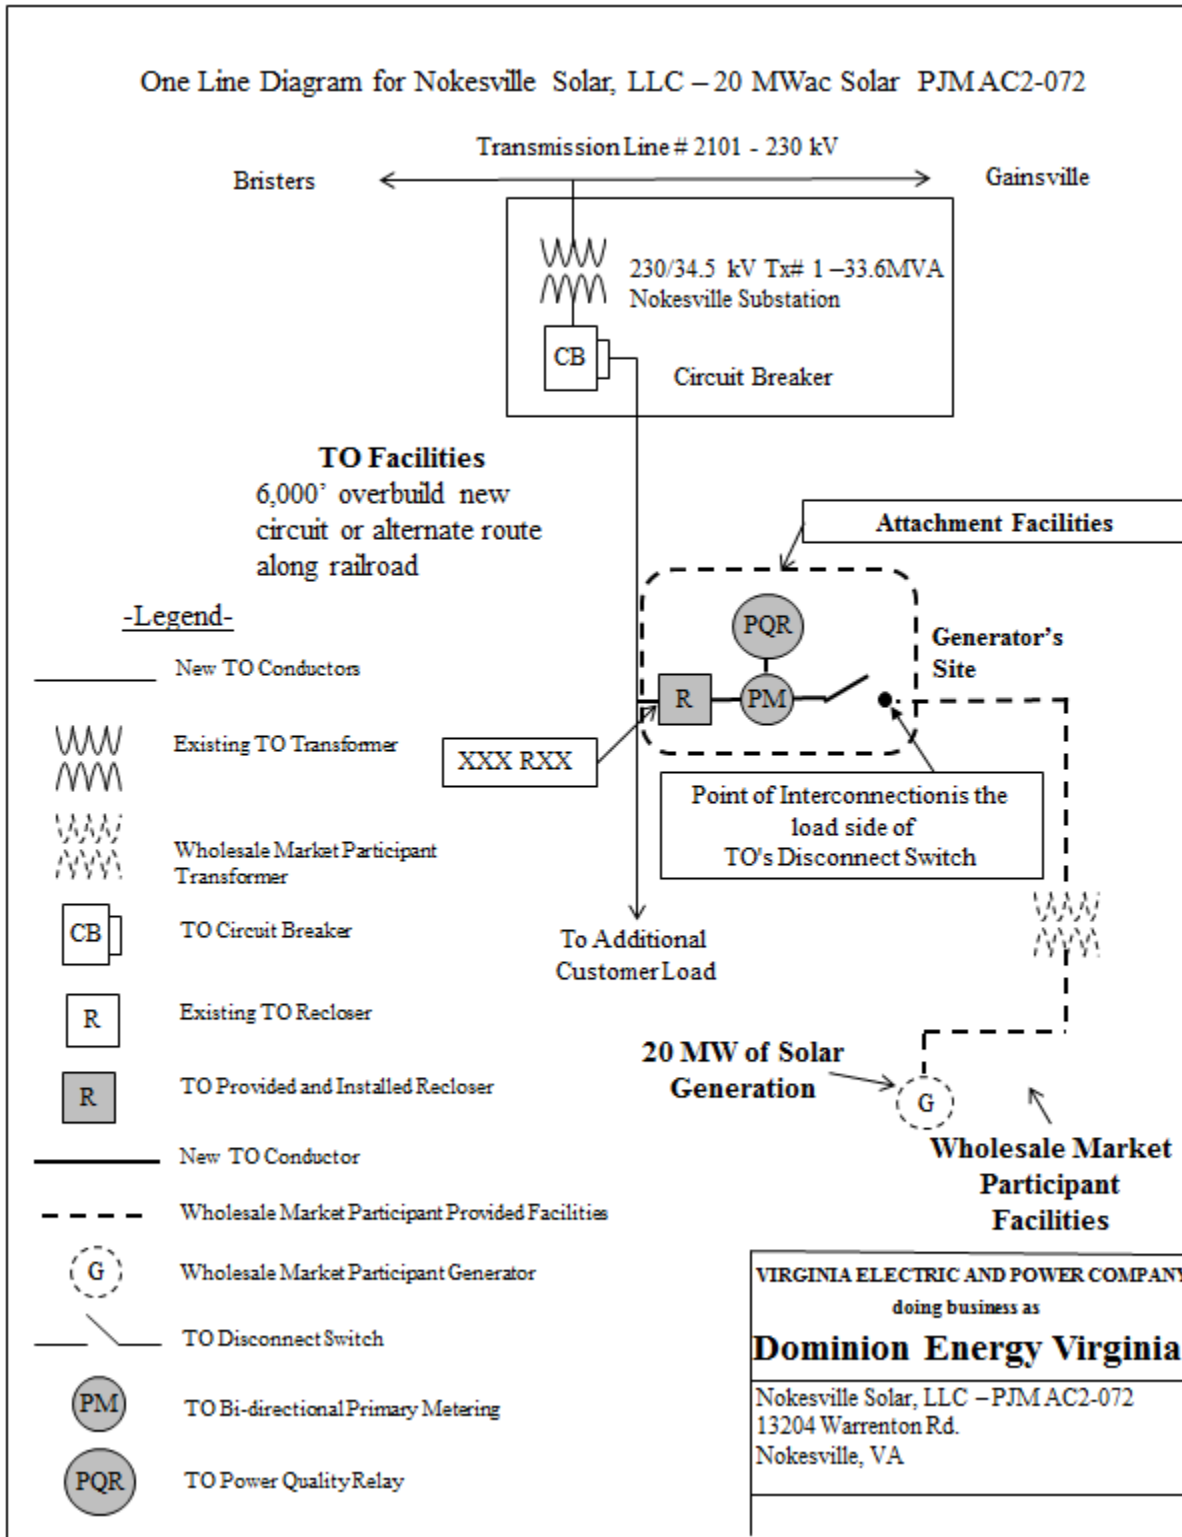 One Line Diagram for Nokesville Solar, LLC – 20 MWac Solar PJM AC2-072
Transmission Line # 2101 - 230 kV
Bristers
Gainsville
230/34.5 kV Tx# 1 –33.6MVA
Nokesville Substation
CB
Circuit Breaker
TO Facilities
6,000’ overbuild new
circuit or alternate route
along railroad
Attachment Facilities
PQR
Generator’s
Site
R
PM
XXX RXX
Point of Interconnection is the
load side of
TO's Disconnect Switch
To Additional
Customer Load
20 MW of Solar
Generation
G
Wholesale Market
Participant
Facilities
-Legend-
New TO Conductors
Existing TO Transformer
Wholesale Market Participant
Transformer
CB
TO Circuit Breaker
R
Existing TO Recloser
R
TO Provided and Installed Recloser
New TO Conductor
Wholesale Market Participant Provided Facilities
G
Wholesale Market Participant Generator
TO Disconnect Switch
PM
TO Bi-directional Primary Metering
PQR
TO Power Quality Relay
VIRGINIA ELECTRIC AND POWER COMPANY
doing business as
Dominion Energy Virginia
Nokesville Solar, LLC – PJM AC2-072
13204 Warrenton Rd.
Nokesville, VA